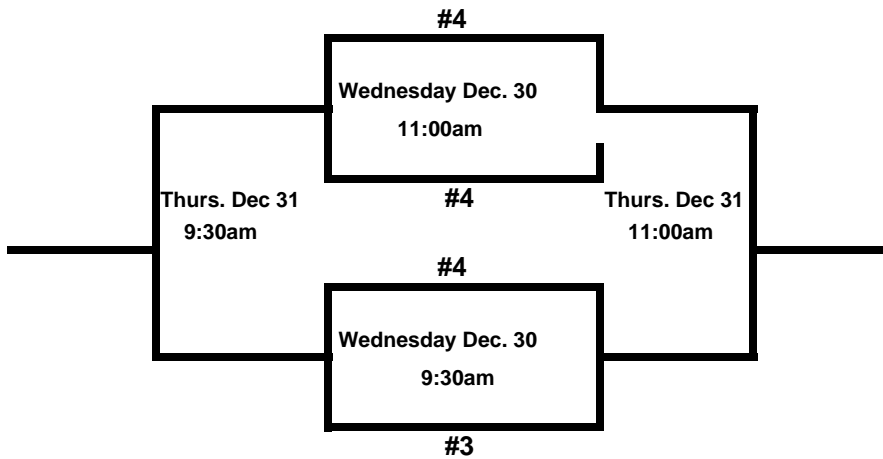 #4
Wednesday Dec. 30
11:00am
#4
Thurs. Dec 31
9:30am
Thurs. Dec 31
11:00am
#4
Wednesday Dec. 30
9:30am
#3